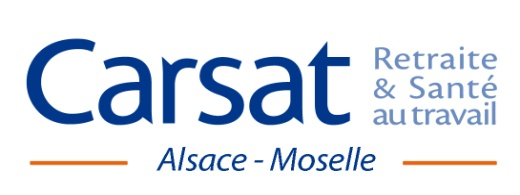 Carsat
Retraite
& Santé
au travail
Alsace - Moselle